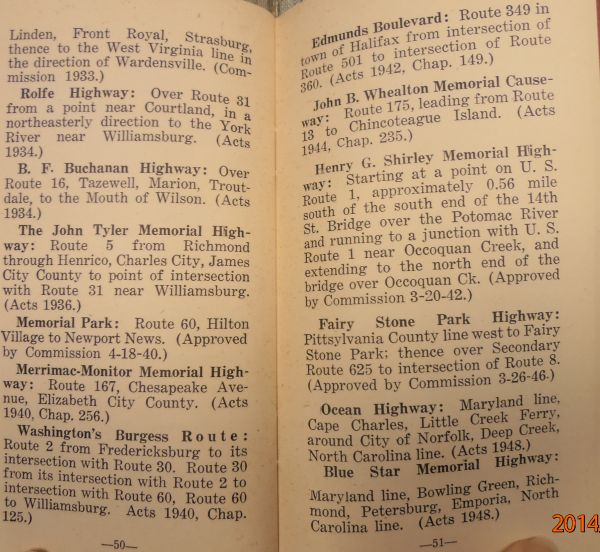 Linden, Front Royal, Strasburg,
thence to the West Virginia line in
the direction of Wardensville. (Com-
mission 1933.)
Rolfe Highway: Over Route 31
from a point near Courtland, in a
northeasterly direction to the York
River near Williamsburg. (Acts
1934.)
B. F. Buchanan Highway: Over
Route 16, Tazewell, Marion, Trout-
dale, to the Mouth of Wilson. (Acts
1934.)
The John Tyler Memorial High-
way: Route 5 from Richmond
through Henrico, Charles City, James
City County to point of intersection
with Route 31 near Williamsburg.
(Acts 1936.)
Memorial Park: Route 60, Hilton
Village to Newport News. (Approved
by Commission 4-18-40.)
Merrimac-Monitor Memorial High-
way: Route 167, Chesapeake Ave-
nue, Elizabeth City County. (Acts
1940, Chap. 256.)
Washington's Burgess Route:
Route 2 from Fredericksburg to its
intersection with Route 30. Route 30
from its intersection with Route 2 to
intersection with Route 60, Route 60
to Williamsburg. Acts 1940, Chap.
125.)
—50—
Edmunds Boulevard: Route 349 in
town of Halifax from intersection of
Route 501 to intersection of Route
360. (Acts 1942, Chap. 149.)
John B. Whealton Memorial Cause-
way: Route 175, leading from Route
13 to Chincoteague Island. (Acts
1944, Chap. 235.)
Henry G. Shirley Memorial High-
way: Starting at a point on U. S.
Route 1, approximately 0.56 mile
south of the south end of the 14th
St. Bridge over the Potomac River
and running to a junction with U. S.
Route 1 near Occoquan Creek, and
extending to the north end of the
bridge over Occoquan Ck. (Approved
by Commission 3-20-42.)
Fairy Stone Park Highway:
Pittsylvania County line west to Fairy
Stone Park; thence over Secondary
Route 625 to intersection of Route 8.
(Approved by Commission 3-26-46.)
Ocean Highway: Maryland line,
Cape Charles, Little Creek Ferry,
around City of Norfolk, Deep Creek,
North Carolina line. (Acts 1948.)
Blue Star Memorial Highway:
Maryland line, Bowling Green, Rich-
mond, Petersburg, Emporia, North
Carolina line. (Acts 1948.)
—51—
2014